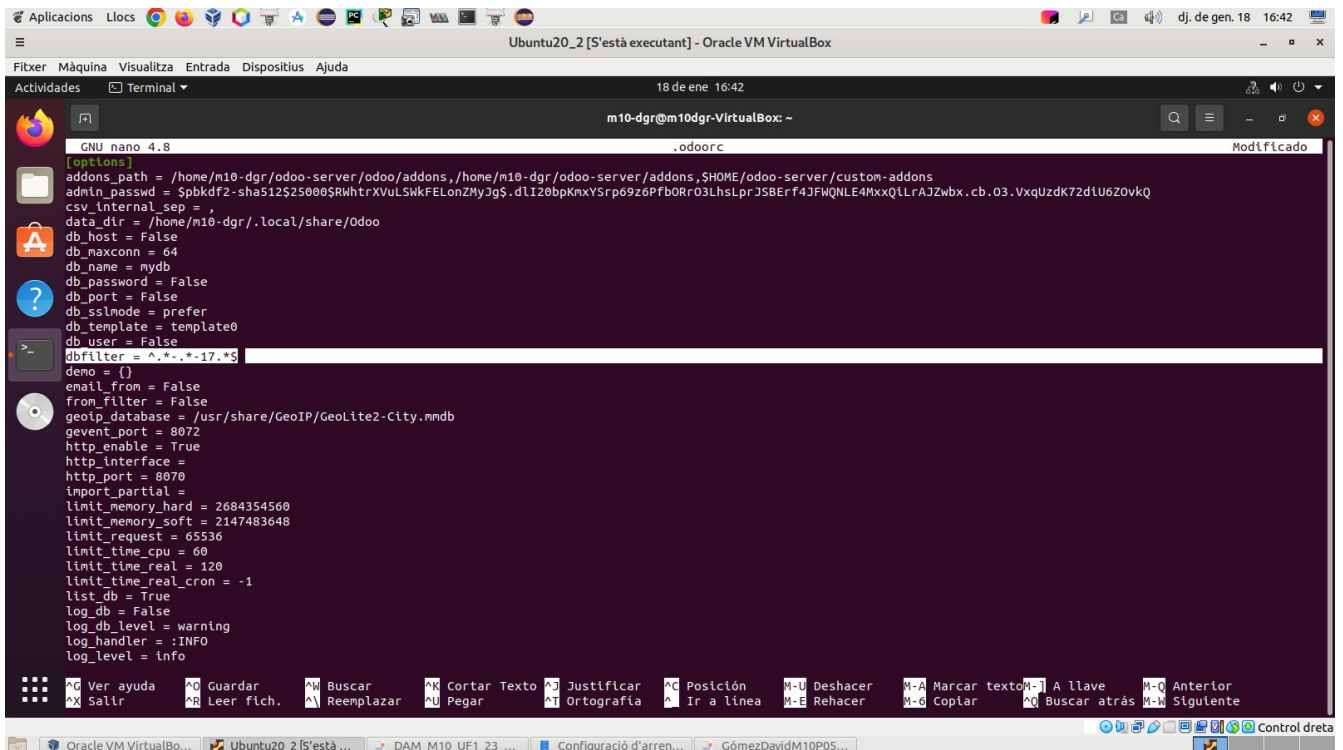 Aplicacions Llocs Ca dj. de gen. 18 16:42
Ubuntu20_2 [S'està executant] - Oracle VM VirtualBox
Fitxer Màquina Visualitza Entrada Dispositius Ajuda
Actividades Terminal 18 de ene 16:42
m10-dgr@m10dgr-VirtualBox: ~
GNU nano 4.8 .odoorc Modificado
[options]
addons_path = /home/m10-dgr/odoo-server/odoo/addons,/home/m10-dgr/odoo-server/addons,$HOME/odoo-server/custom-addons
admin_passwd = $pbkdf2-sha512$25000$RWhtrXVuLSWkFELonZMyJg$.dlI20bpKmxYSrp69z6PfbORrO3LhsLprJSBErf4JFWQNLE4MxxQiLrAJZwbx.cb.O3.VxqUzdK72diU6ZOvkQ
csv_internal_sep = ,
data_dir = /home/m10-dgr/.local/share/Odoo
db_host = False
db_maxconn = 64
db_name = mydb
db_password = False
db_port = False
db_sslmode = prefer
db_template = template0
db_user = False
dbfilter = ^.*-.*-17.*$
demo = {}
email_from = False
from_filter = False
geoip_database = /usr/share/GeoIP/GeoLite2-City.mmdb
gevent_port = 8072
http_enable = True
http_interface =
http_port = 8070
import_partial =
limit_memory_hard = 2684354560
limit_memory_soft = 2147483648
limit_request = 65536
limit_time_cpu = 60
limit_time_real = 120
limit_time_real_cron = -1
list_db = True
log_db = False
log_db_level = warning
log_handler = :INFO
log_level = info
^G Ver ayuda ^O Guardar ^W Buscar ^K Cortar Texto ^J Justificar ^C Posición M-U Deshacer M-A Marcar texto M-] A llave M-Q Anterior
^X Salir ^R Leer fich. ^\ Reemplazar ^U Pegar ^T Ortografía ^_ Ir a línea M-E Rehacer M-6 Copiar ^Q Buscar atrás M-W Siguiente
Control dreta
Oracle VM VirtualBo... Ubuntu20_2 [S'està ... DAM_M10_UF1_23_... Configuració d'arren... GómezDavidM10P05...